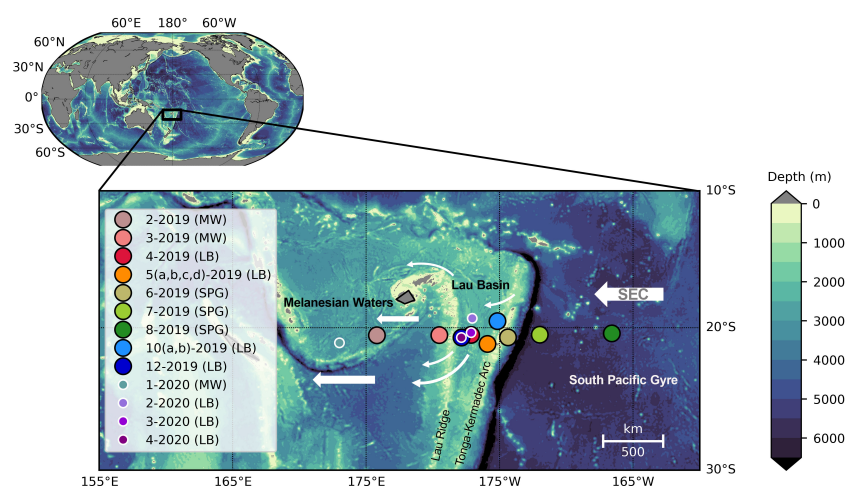 60°E 180° 60°W
60°N
30°N
0°
30°S
60°S
Depth (m)
10°S
0
1000
2000
3000
4000
5000
6000
2-2019 (MW)
3-2019 (MW)
4-2019 (LB)
5(a,b,c,d)-2019 (LB)
6-2019 (SPG)
7-2019 (SPG)
8-2019 (SPG)
10(a,b)-2019 (LB)
12-2019 (LB)
1-2020 (MW)
2-2020 (LB)
3-2020 (LB)
4-2020 (LB)
Lau Basin
Melanesian Waters
SEC
20°S
South Pacific Gyre
Lau Ridge
Tonga-Kermadec Arc
km
500
30°S
155°E 165°E 175°E 175°W 165°W